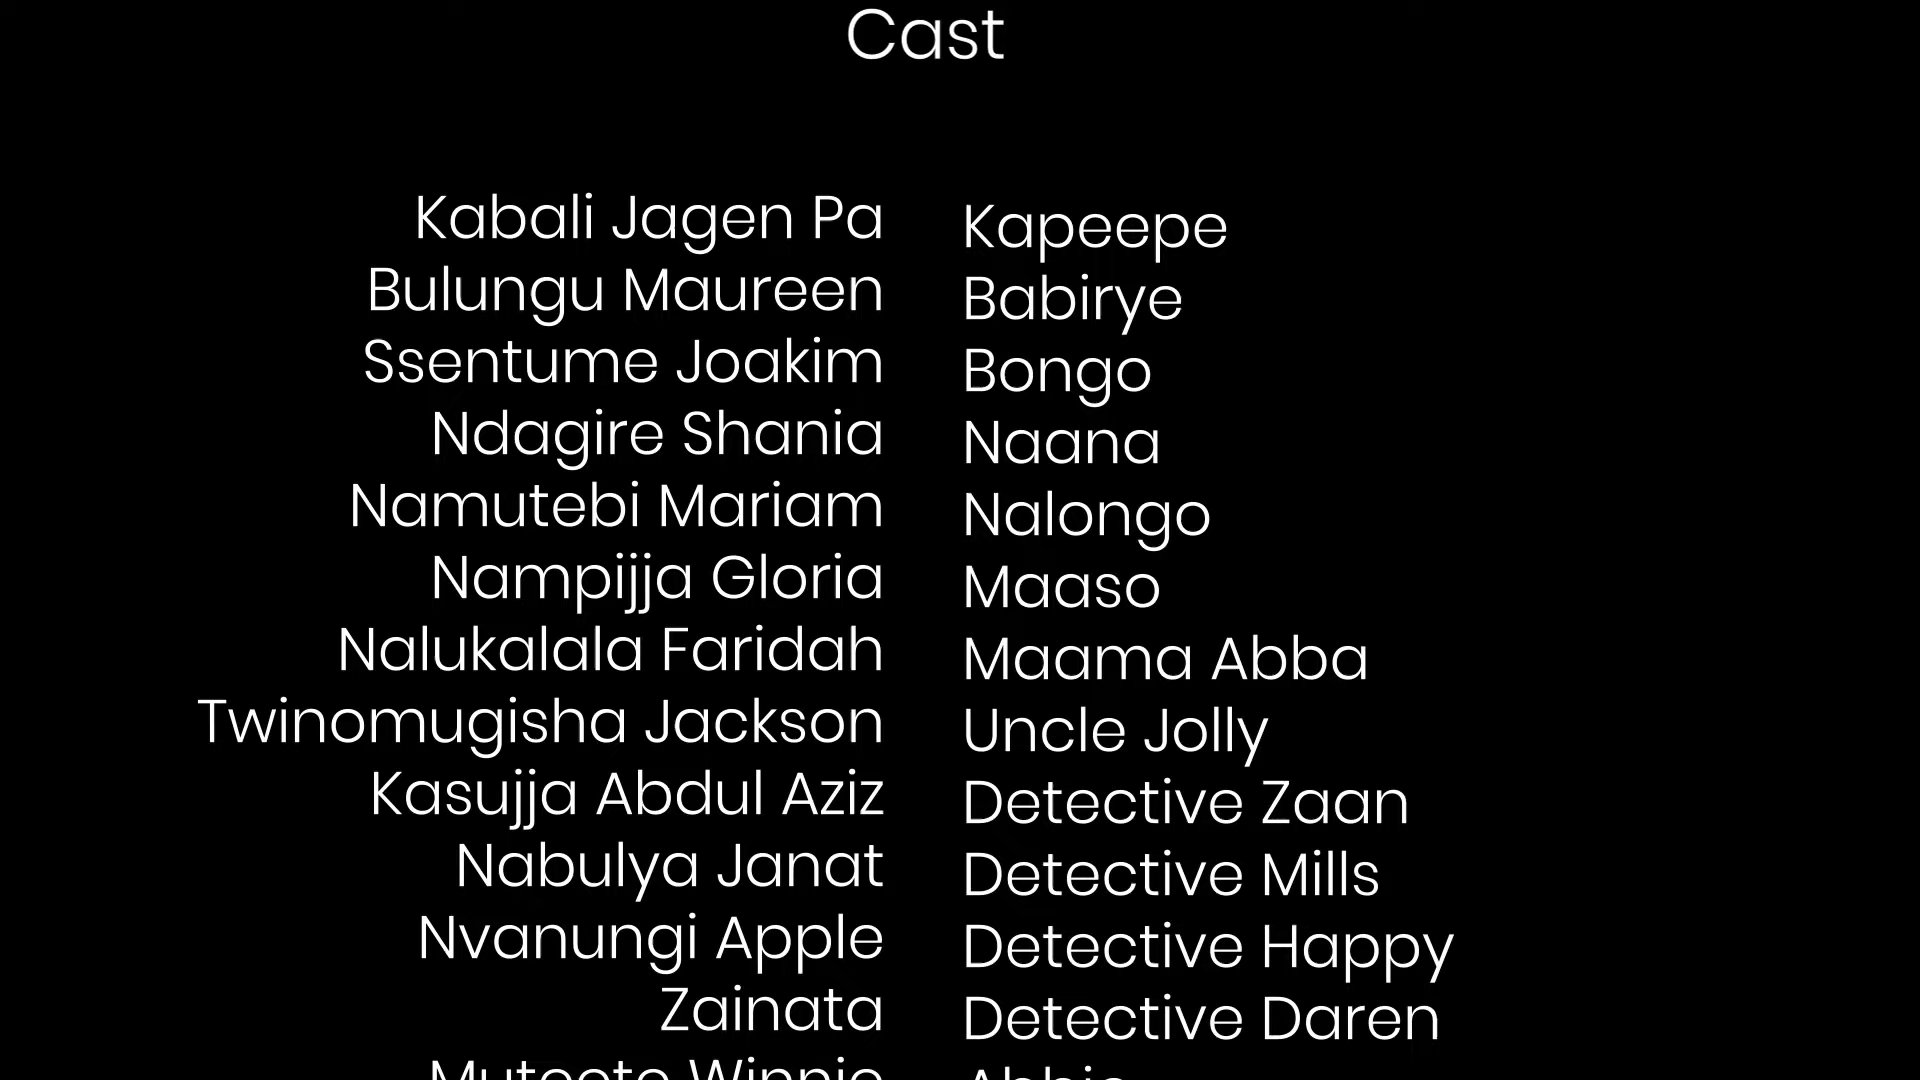 Cast
Kabali Jagen Pa Kapeepe
Bulungu Maureen Babirye
Ssentume Joakim Bongo
Ndagire Shania Naana
Namutebi Mariam Nalongo
Nampijja Gloria Maaso
Nalukalala Faridah Maama Abba
Twinomugisha Jackson Uncle Jolly
Kasujja Abdul Aziz Detective Zaan
Nabulya Janat Detective Mills
Nvanungi Apple Detective Happy
Zainata Detective Daren
Winnie